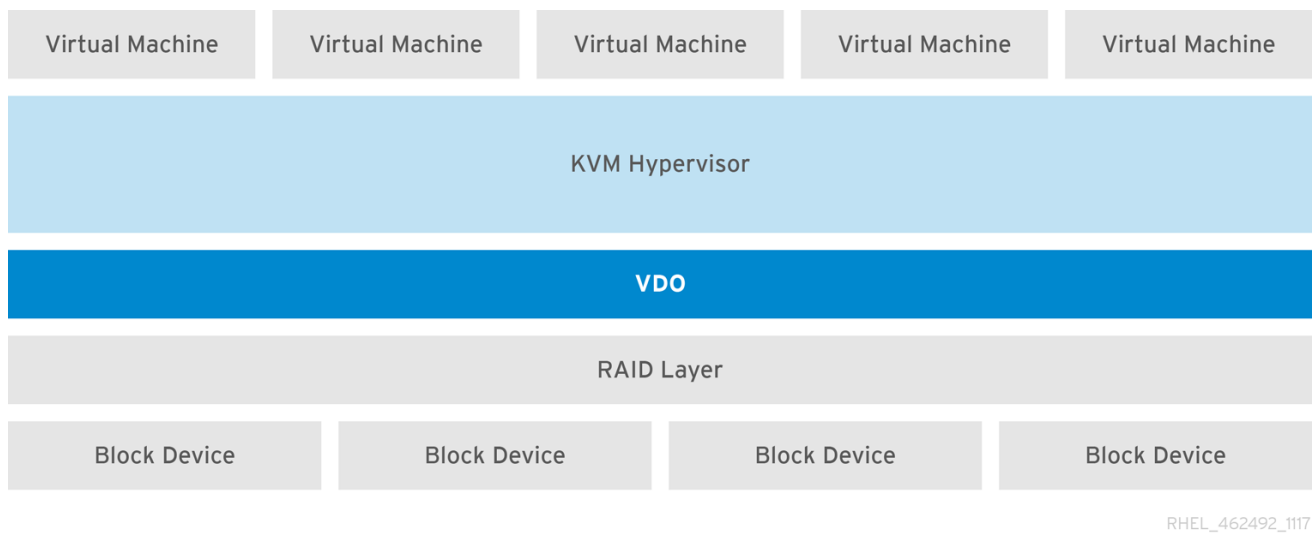 Virtual Machine Virtual Machine Virtual Machine Virtual Machine Virtual Machine
KVM Hypervisor
VDO
RAID Layer
Block Device Block Device Block Device Block Device
RHEL_462492_1117